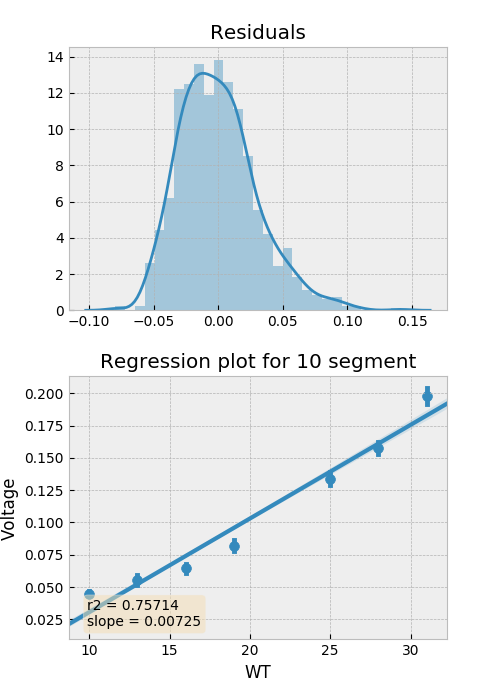 Residuals
14
12
10
8
6
4
2
0
−0.10 −0.05 0.00 0.05 0.10 0.15
Regression plot for 10 segment
0.200
0.175
0.150
0.125
0.100
0.075
0.050
0.025
Voltage
r2 = 0.75714
slope = 0.00725
10 15 20 25 30
WT